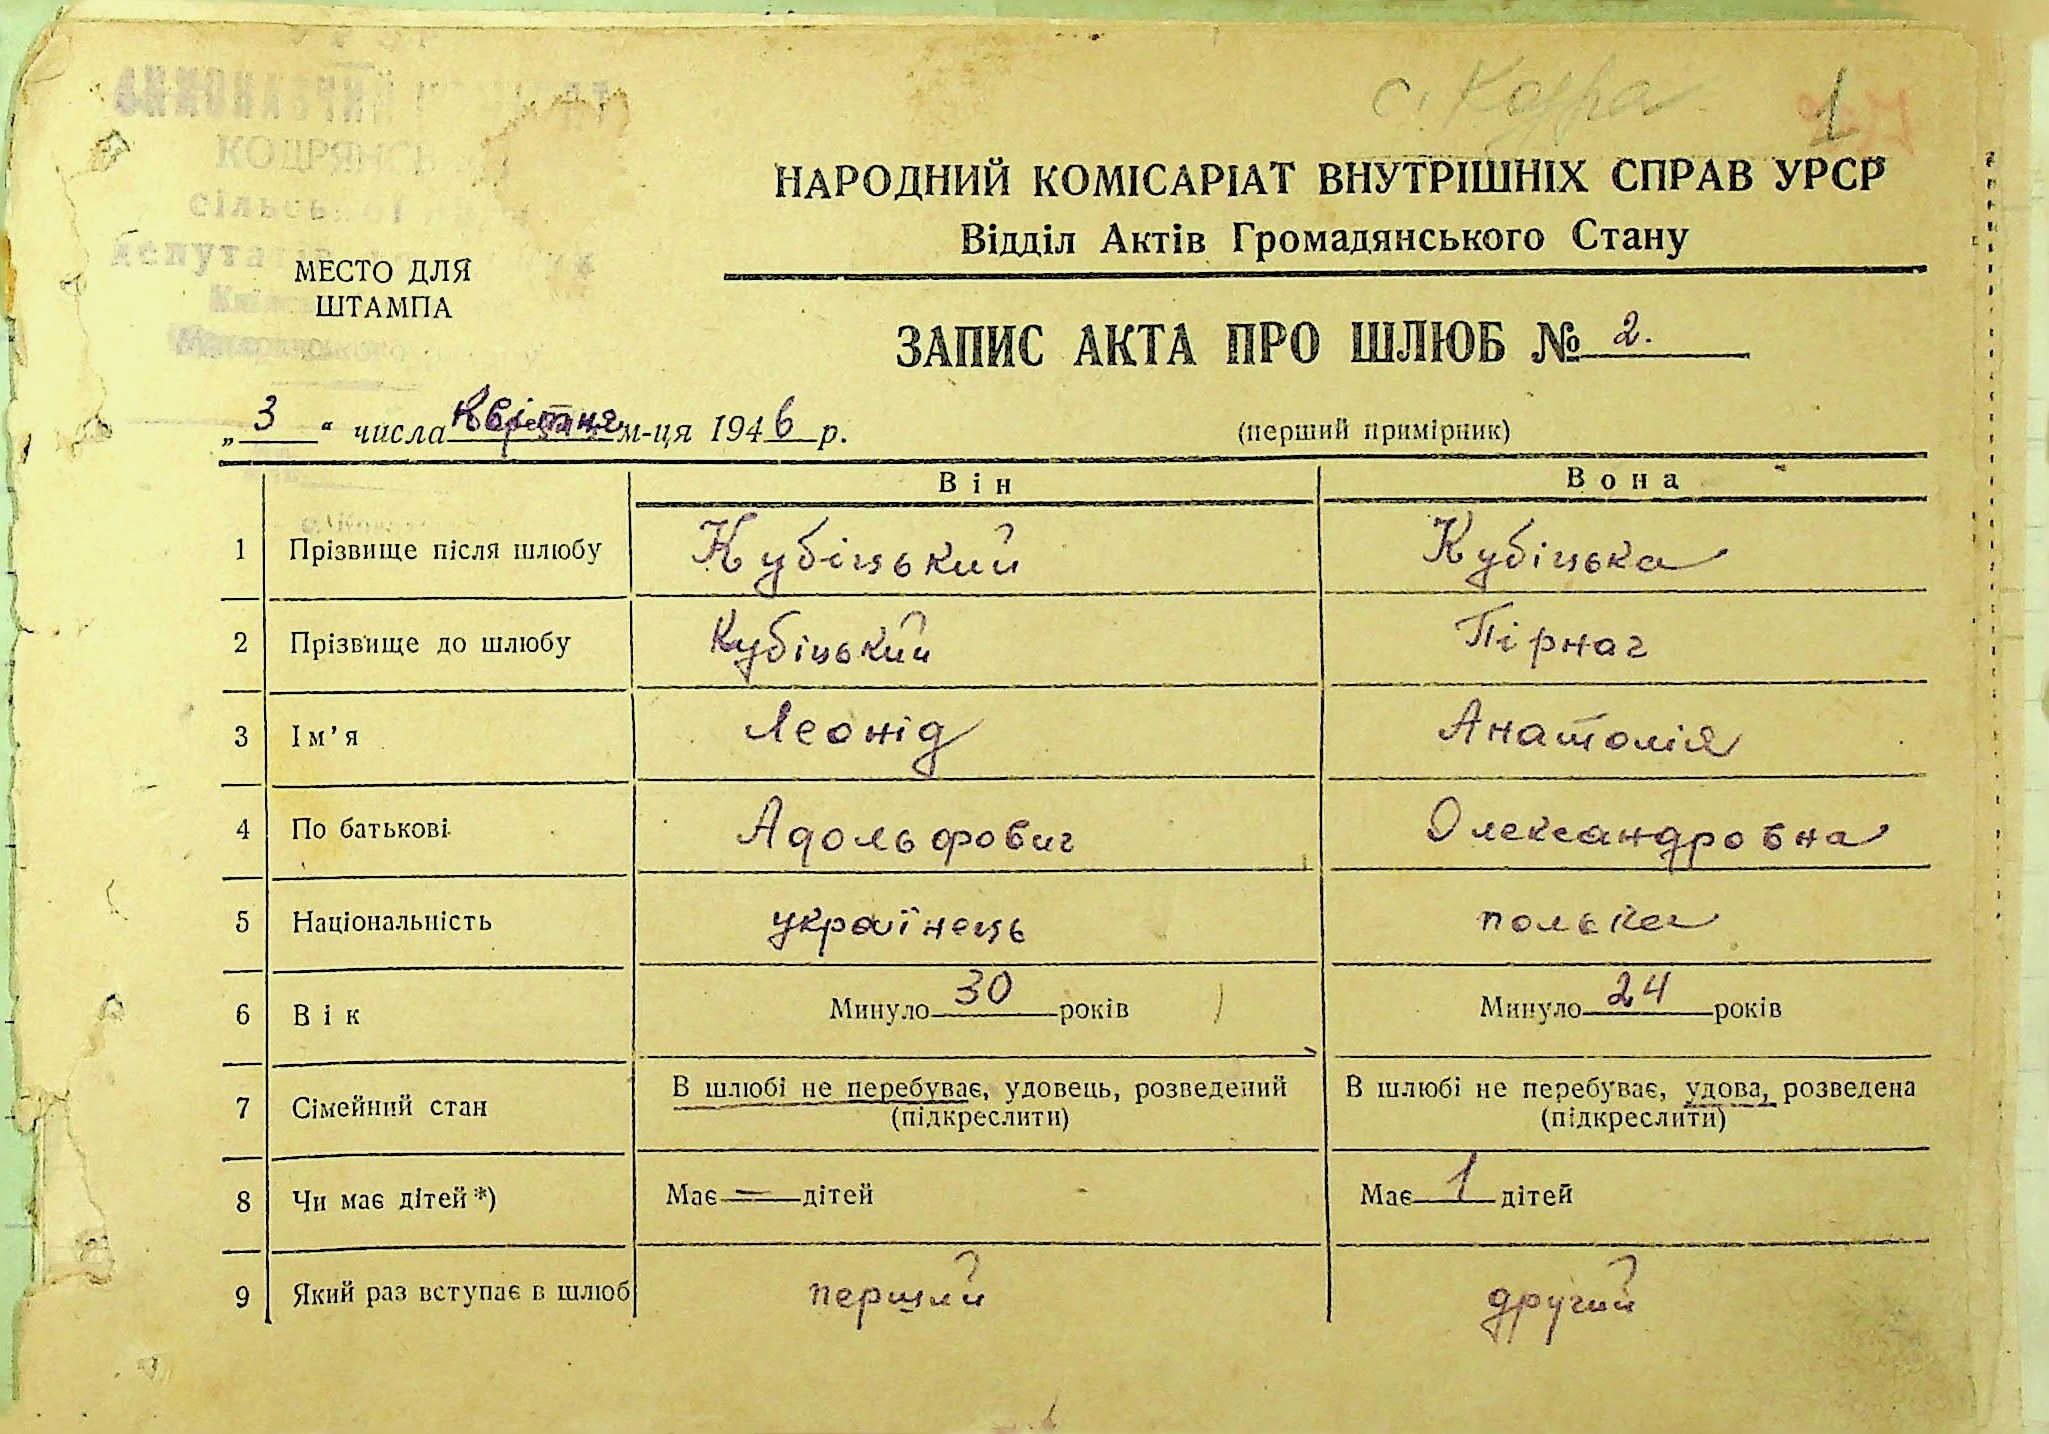 с. Кодра 1
КОДРЯНСЬ
НАРОДНИЙ КОМІСАРІАТ ВНУТРІШНІХ СПРАВ УРСР
Відділ Актів Громадянського Стану
МЕСТО ДЛЯ
ШТАМПА
ЗАПИС АКТА ПРО ШЛЮБ № 2.
„3“ числа Квітня м-ця 1946 р. (перший примірник)
Він Вона
1 Прізвище після шлюбу Кубіцький Кубіцька
2 Прізвище до шлюбу Кубіцький Пірнач
3 Ім’я Леонід Анатолія
4 По батькові Адольфович Олександровна
5 Національність українець полька
6 Вік Минуло 30 років Минуло 24 років
7 Сімейний стан В шлюбі не перебуває, удовець, розведений В шлюбі не перебуває, удова, розведена
(підкреслити) (підкреслити)
8 Чи має дітей*) Має — дітей Має 1 дітей
9 Який раз вступає в шлюб перший другий